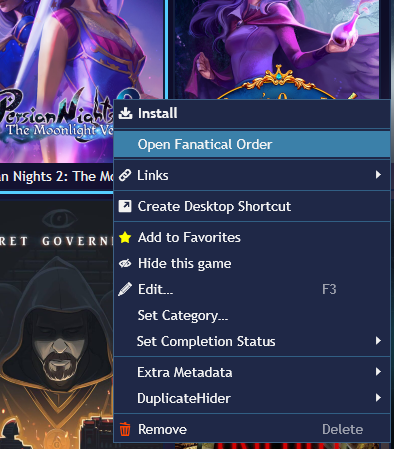 Persian Nights 2
The Moonlight Ve
Install
Open Fanatical Order
an Nights 2: The Mo
Links
Create Desktop Shortcut
Add to Favorites
RET GOVERN
Hide this game
Edit... F3
Set Category...
Set Completion Status
Extra Metadata
DuplicateHider
Remove Delete